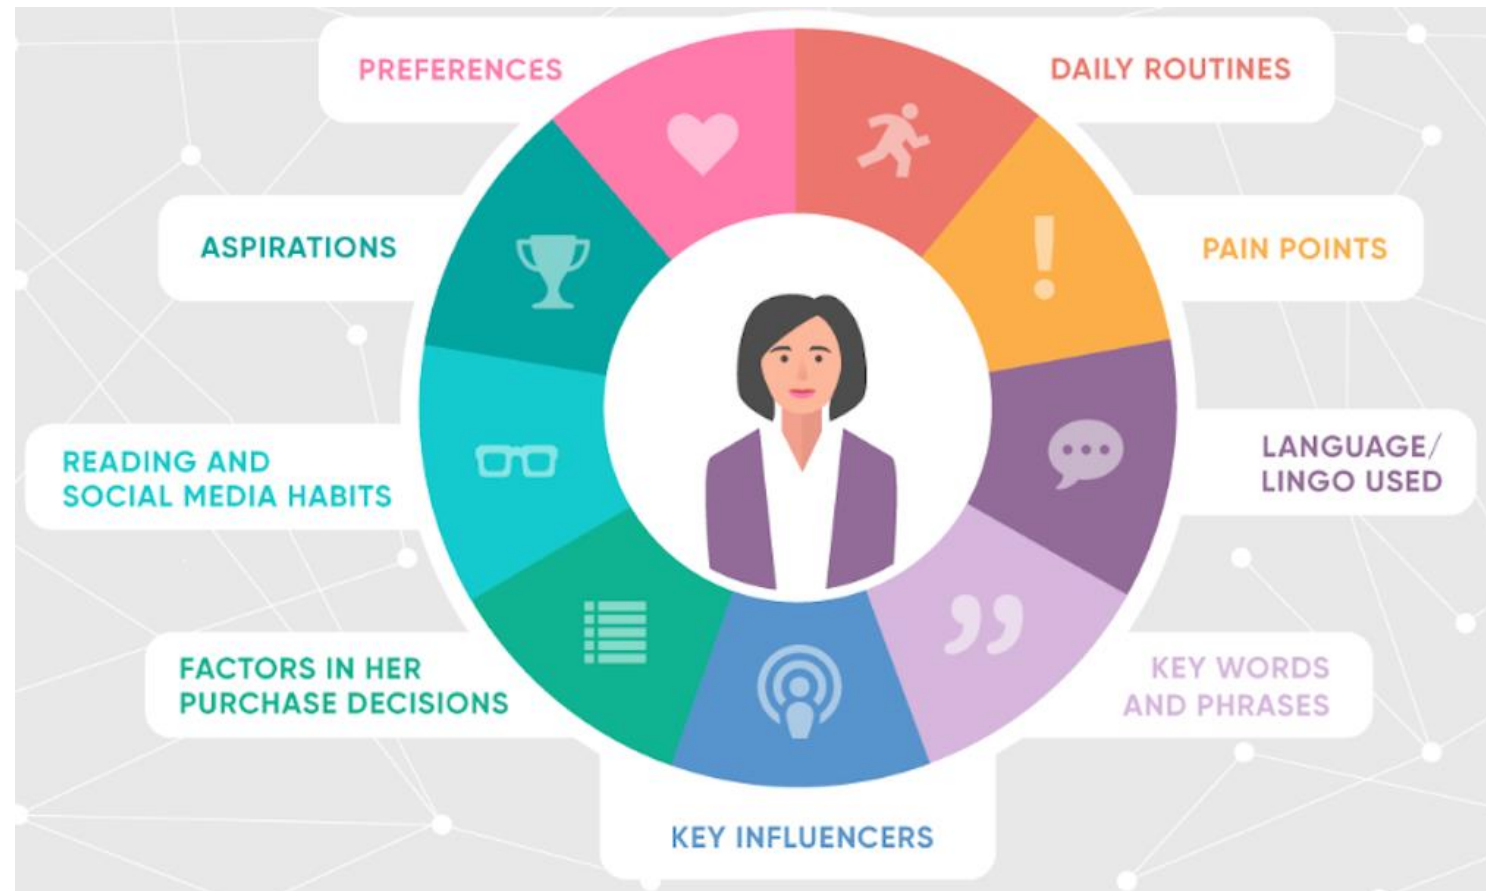 PREFERENCES
DAILY ROUTINES
ASPIRATIONS
PAIN POINTS
READING AND
SOCIAL MEDIA HABITS
LANGUAGE/
LINGO USED
FACTORS IN HER
PURCHASE DECISIONS
KEY WORDS
AND PHRASES
KEY INFLUENCERS